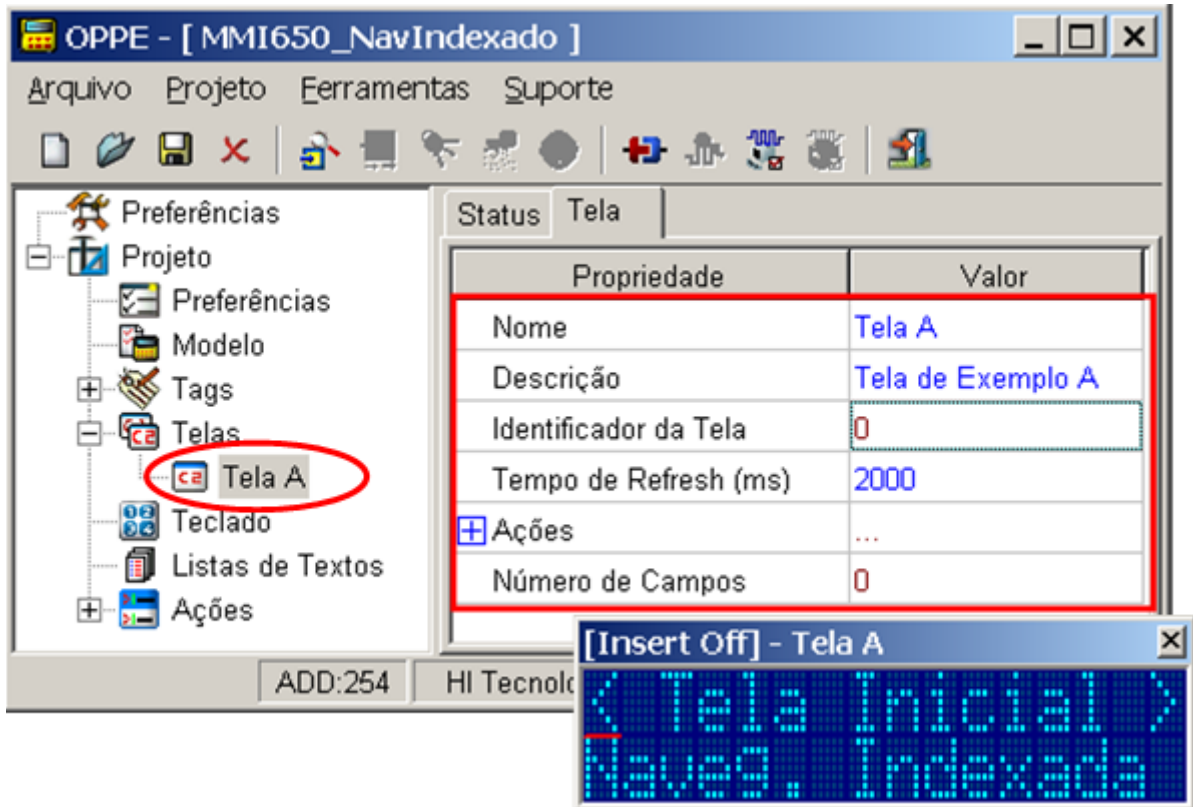 OPPE - [ MMI650_NavIndexado ]
Arquivo Projeto Ferramentas Suporte
Preferências
Projeto
Preferências
Modelo
Tags
Telas
Tela A
Teclado
Listas de Textos
Ações
Status Tela
Propriedade Valor
Nome Tela A
Descrição Tela de Exemplo A
Identificador da Tela 0
Tempo de Refresh (ms) 2000
Ações ...
Número de Campos 0
ADD:254 HI Tecnolo
[Insert Off] - Tela A
< Tela Inicial >
Naveg. Indexada